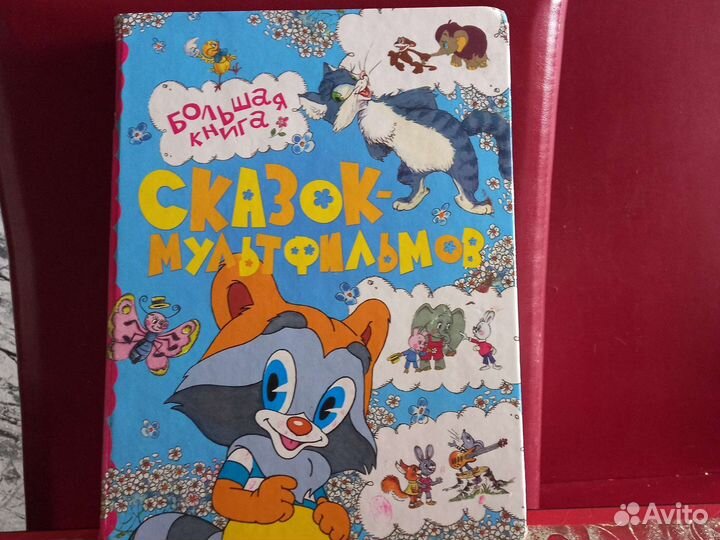 Большая
книга
Сказок-
мультфильмов
Avito